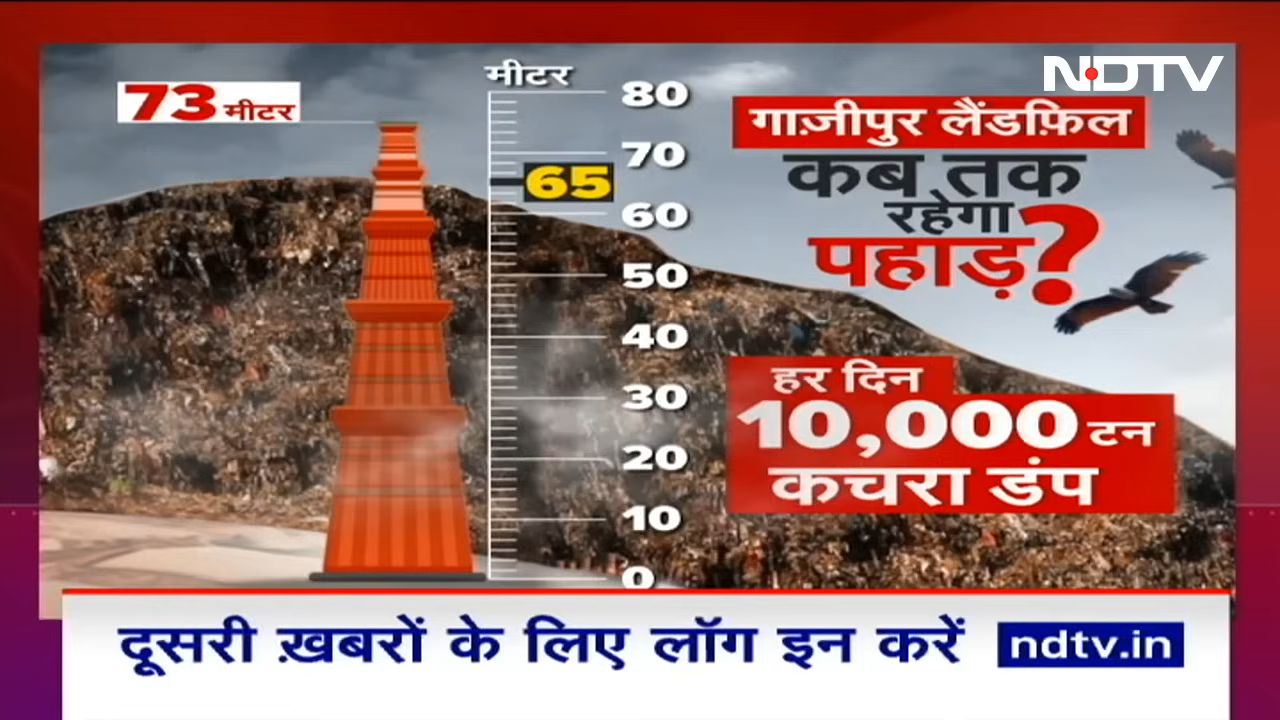 NDTV
73 मीटर
मीटर
80
70
65
60
50
40
30
20
10
0
गाज़ीपुर लैंडफ़िल
कब तक
रहेगा
पहाड़?
हर दिन
10,000 टन
कचरा डंप
दूसरी ख़बरों के लिए लॉग इन करें ndtv.in